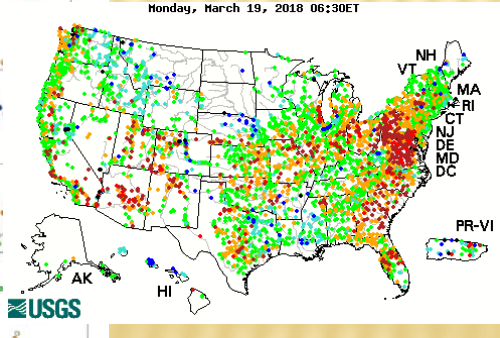 Monday, March 19, 2018 06:30ET
NH
VT
MA
RI
CT
NJ
DE
MD
DC
PR-VI
AK
HI
USGS